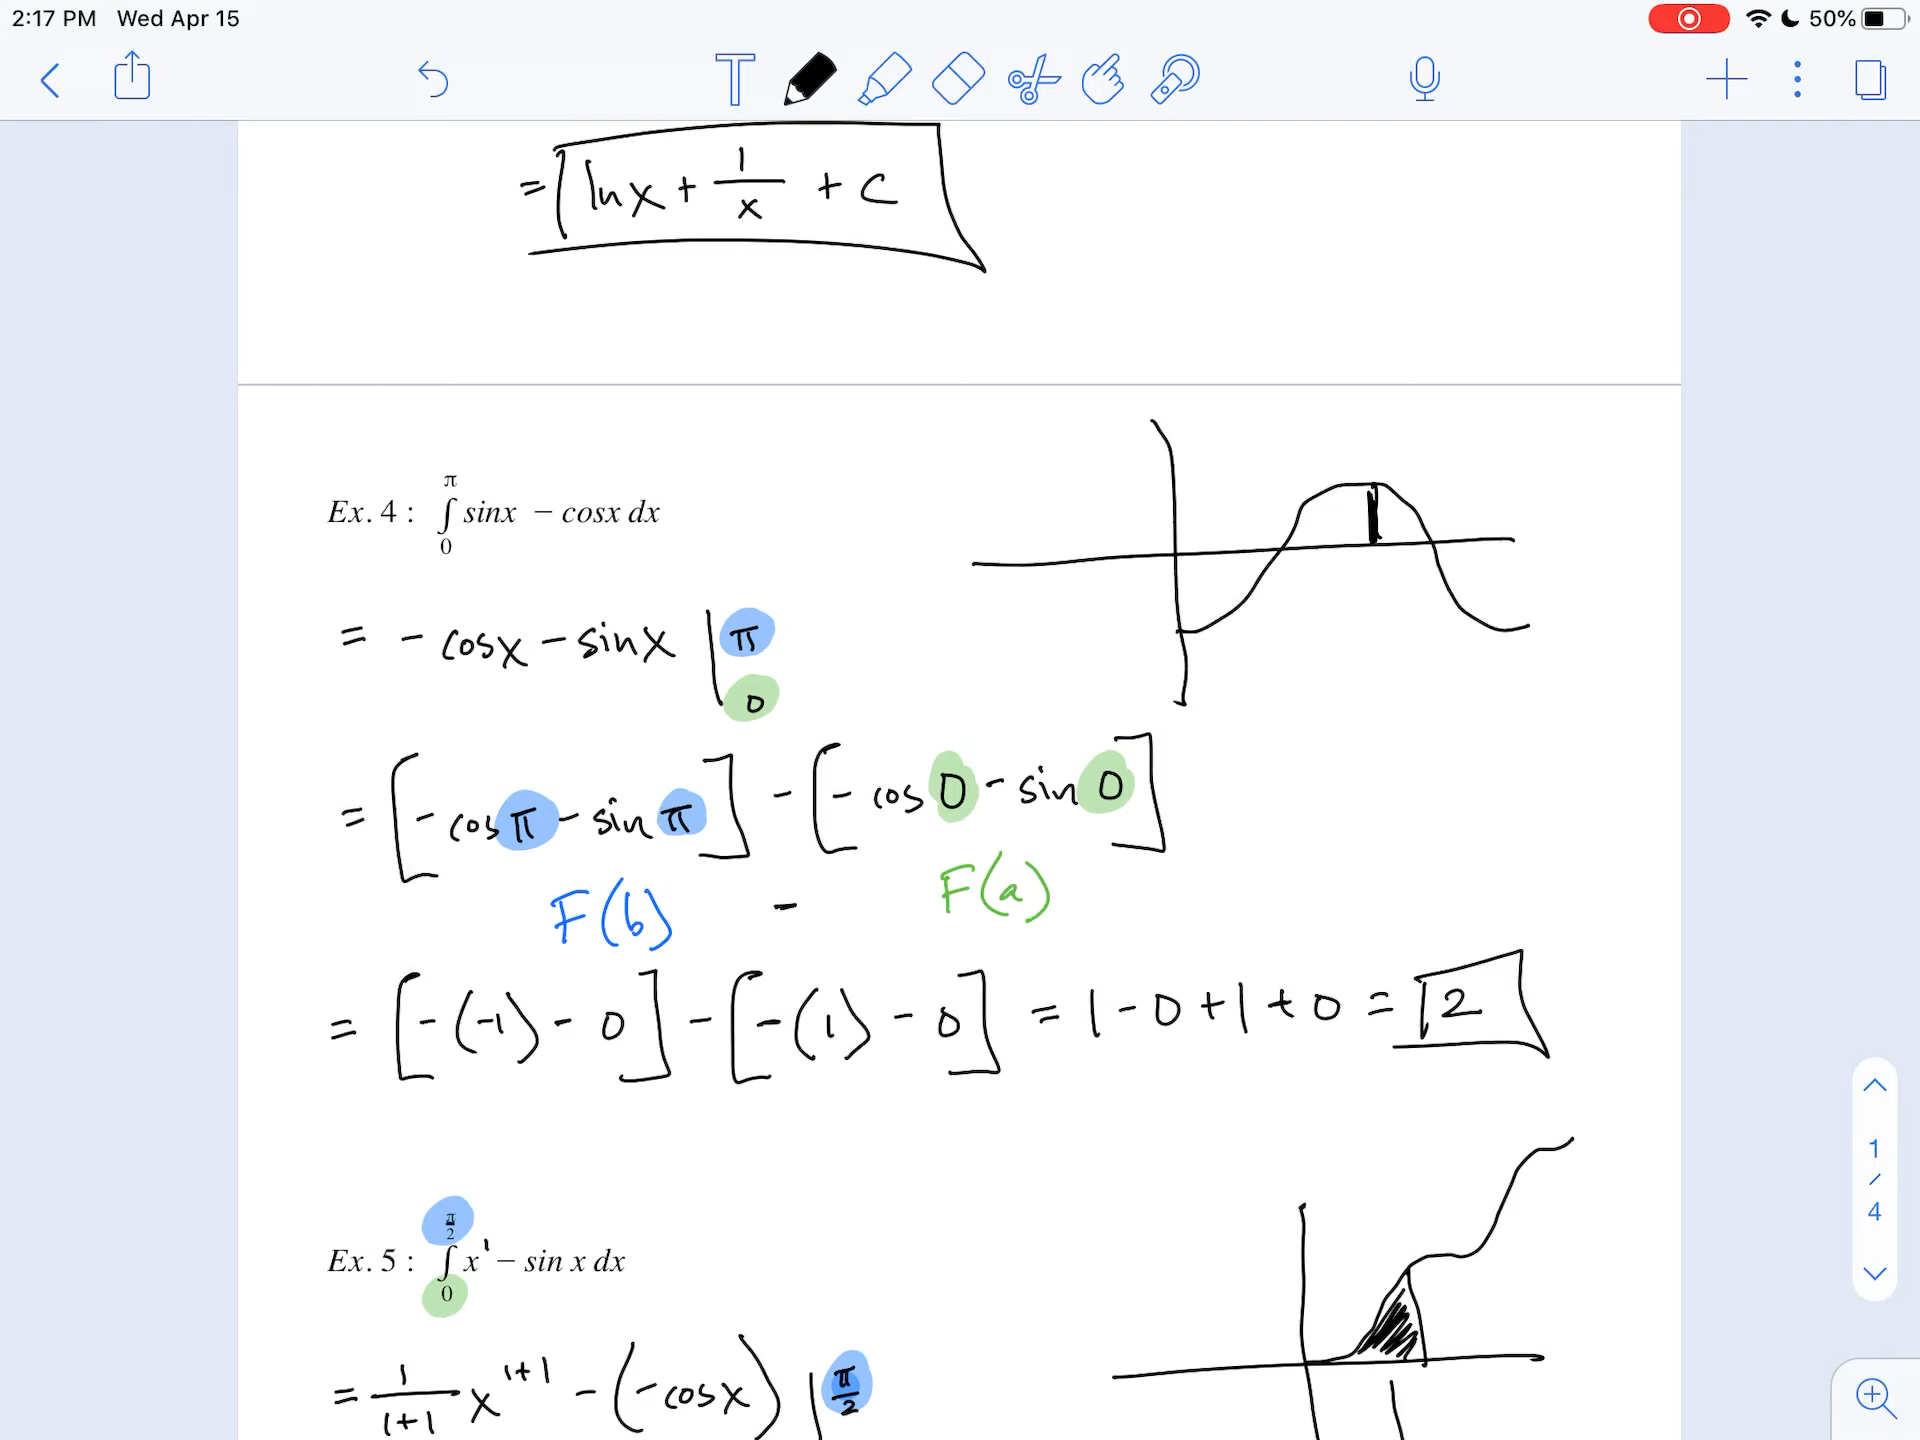 2:17 PM Wed Apr 15 50%
T
= ln x + 1/x + C
Ex. 4 : ∫₀^π sinx − cosx dx
= - cosx - sinx |₀^π
= [- cos π - sin π] - [- cos 0 - sin 0]
F(b) - F(a)
= [-(-1) - 0] - [-(1) - 0] = 1 - 0 + 1 + 0 = 2
1
/
4
Ex. 5 : ∫₀^(π/2) x¹ − sin x dx
= 1/(1+1) x^(1+1) - (-cosx) |^(π/2)